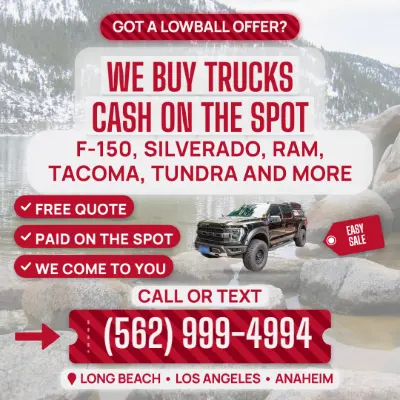 GOT A LOWBALL OFFER?
WE BUY TRUCKS
CASH ON THE SPOT
F-150, SILVERADO, RAM,
TACOMA, TUNDRA AND MORE
FREE QUOTE
PAID ON THE SPOT
WE COME TO YOU
EASY
SALE
CALL OR TEXT
(562) 999-4994
LONG BEACH • LOS ANGELES • ANAHEIM